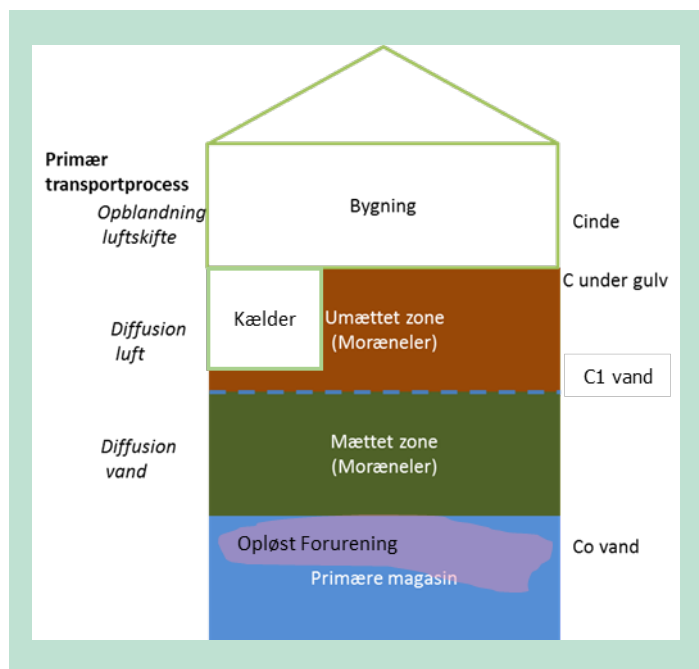 Primær
transportprocess
Opblandning
luftskifte
Bygning
Cinde
C under gulv
Kælder
Umættet zone
(Moræneler)
Diffusion
luft
C1 vand
Mættet zone
(Moræneler)
Diffusion
vand
Opløst Forurening
Co vand
Primære magasin